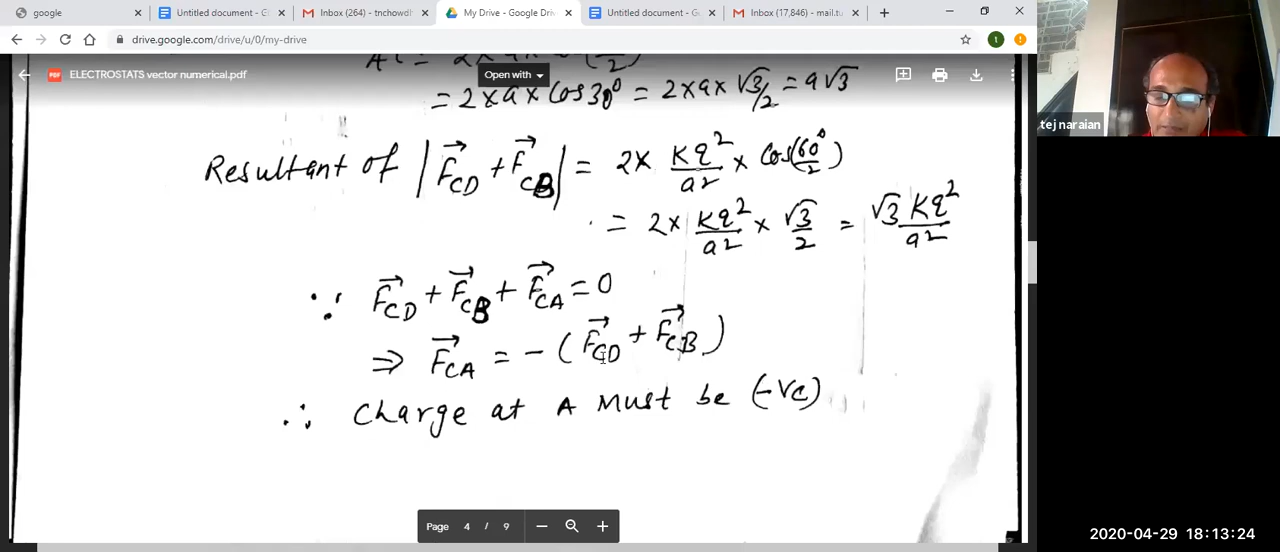 google
Untitled document - G
Inbox (264) - tnchowdh
My Drive - Google Driv
Untitled document - Go
Inbox (17,846) - mail.tu
drive.google.com/drive/u/0/my-drive
t
PDF ELECTROSTATS vector numerical.pdf
Open with
= 2 × a × Cos30° = 2 × a × √3/2 = a√3
Resultant of |F⃗CD + F⃗CB| = 2 × Kq²/a² × Cos(60°/2)
= 2 × Kq²/a² × √3/2 = √3 Kq²/a²
∵ F⃗CD + F⃗CB + F⃗CA = 0
⇒ F⃗CA = - (F⃗CD + F⃗CB)
∴ Charge at A Must be (-ve)
Page 4 / 9
tej naraian
2020-04-29 18:13:24